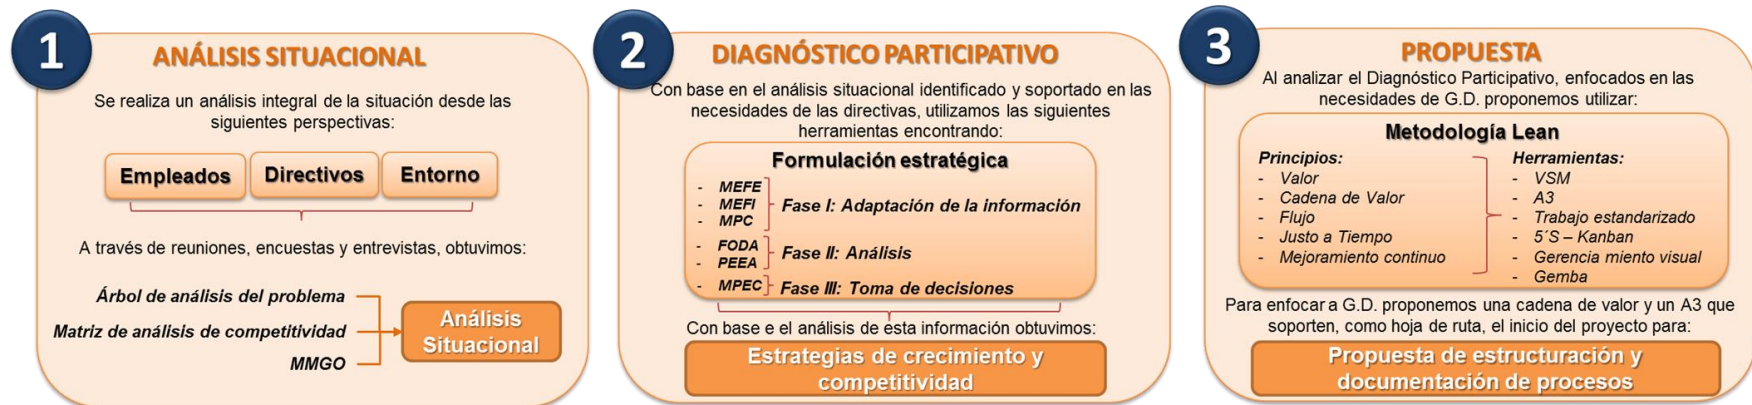 1
ANÁLISIS SITUACIONAL
Se realiza un análisis integral de la situación desde las
siguientes perspectivas:
Empleados
Directivos
Entorno
A través de reuniones, encuestas y entrevistas, obtuvimos:
Árbol de análisis del problema
Matriz de análisis de competitividad
MMGO
Análisis
Situacional
2
DIAGNÓSTICO PARTICIPATIVO
Con base en el análisis situacional identificado y soportado en las
necesidades de las directivas, utilizamos las siguientes
herramientas encontrando:
Formulación estratégica
- MEFE
- MEFI
- MPC
Fase I: Adaptación de la información
- FODA
- PEEA
Fase II: Análisis
- MPEC
Fase III: Toma de decisiones
Con base e el análisis de esta información obtuvimos:
Estrategias de crecimiento y
competitividad
3
PROPUESTA
Al analizar el Diagnóstico Participativo, enfocados en las
necesidades de G.D. proponemos utilizar:
Metodología Lean
Principios:
- Valor
- Cadena de Valor
- Flujo
- Justo a Tiempo
- Mejoramiento continuo
Herramientas:
- VSM
- A3
- Trabajo estandarizado
- 5´S – Kanban
- Gerencia miento visual
- Gemba
Para enfocar a G.D. proponemos una cadena de valor y un A3 que
soporten, como hoja de ruta, el inicio del proyecto para:
Propuesta de estructuración y
documentación de procesos